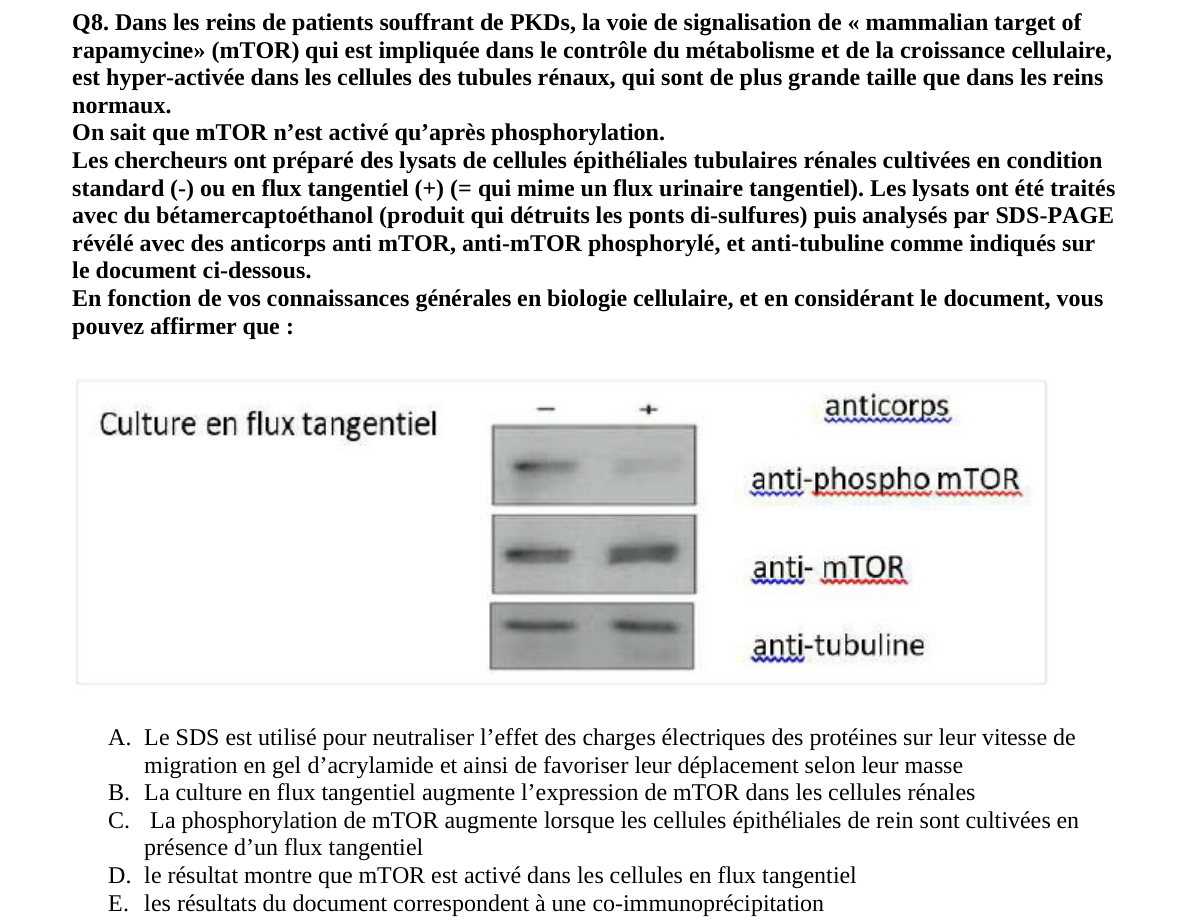 Q8. Dans les reins de patients souffrant de PKDs, la voie de signalisation de « mammalian target of
rapamycine» (mTOR) qui est impliquée dans le contrôle du métabolisme et de la croissance cellulaire,
est hyper-activée dans les cellules des tubules rénaux, qui sont de plus grande taille que dans les reins
normaux.
On sait que mTOR n’est activé qu’après phosphorylation.
Les chercheurs ont préparé des lysats de cellules épithéliales tubulaires rénales cultivées en condition
standard (-) ou en flux tangentiel (+) (= qui mime un flux urinaire tangentiel). Les lysats ont été traités
avec du bétamercaptoéthanol (produit qui détruits les ponts di-sulfures) puis analysés par SDS-PAGE
révélé avec des anticorps anti mTOR, anti-mTOR phosphorylé, et anti-tubuline comme indiqués sur
le document ci-dessous.
En fonction de vos connaissances générales en biologie cellulaire, et en considérant le document, vous
pouvez affirmer que :
Culture en flux tangentiel
– +
anticorps
anti-phospho mTOR
anti- mTOR
anti-tubuline
A. Le SDS est utilisé pour neutraliser l’effet des charges électriques des protéines sur leur vitesse de
migration en gel d’acrylamide et ainsi de favoriser leur déplacement selon leur masse
B. La culture en flux tangentiel augmente l’expression de mTOR dans les cellules rénales
C. La phosphorylation de mTOR augmente lorsque les cellules épithéliales de rein sont cultivées en
présence d’un flux tangentiel
D. le résultat montre que mTOR est activé dans les cellules en flux tangentiel
E. les résultats du document correspondent à une co-immunoprécipitation